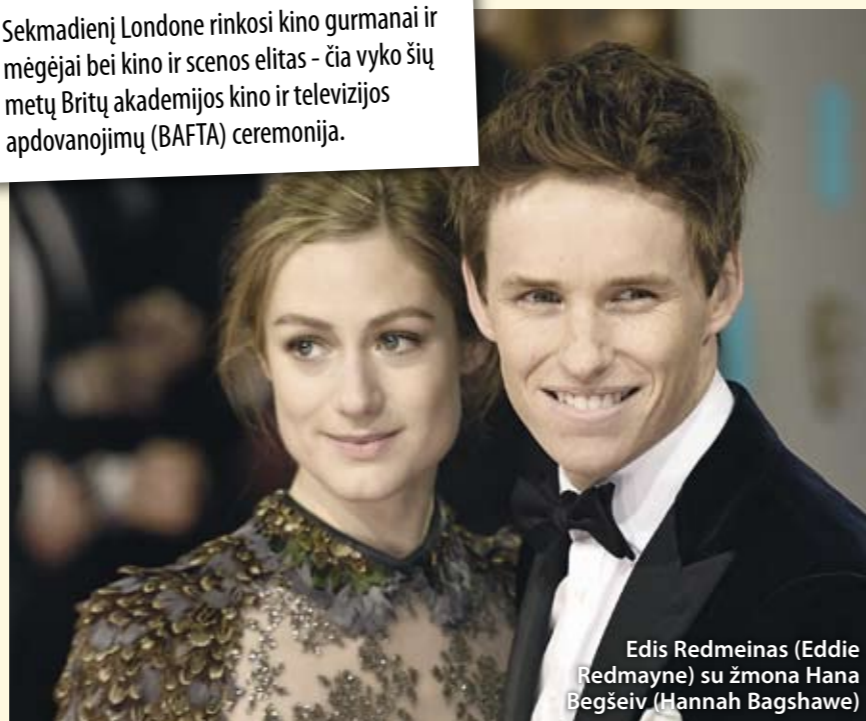 Sekmadienį Londone rinkosi kino gurmanai ir
mėgėjai bei kino ir scenos elitas - čia vyko šių
metų Britų akademijos kino ir televizijos
apdovanojimų (BAFTA) ceremonija.
Edis Redmeinas (Eddie
Redmayne) su žmona Hana
Begšeiv (Hannah Bagshawe)